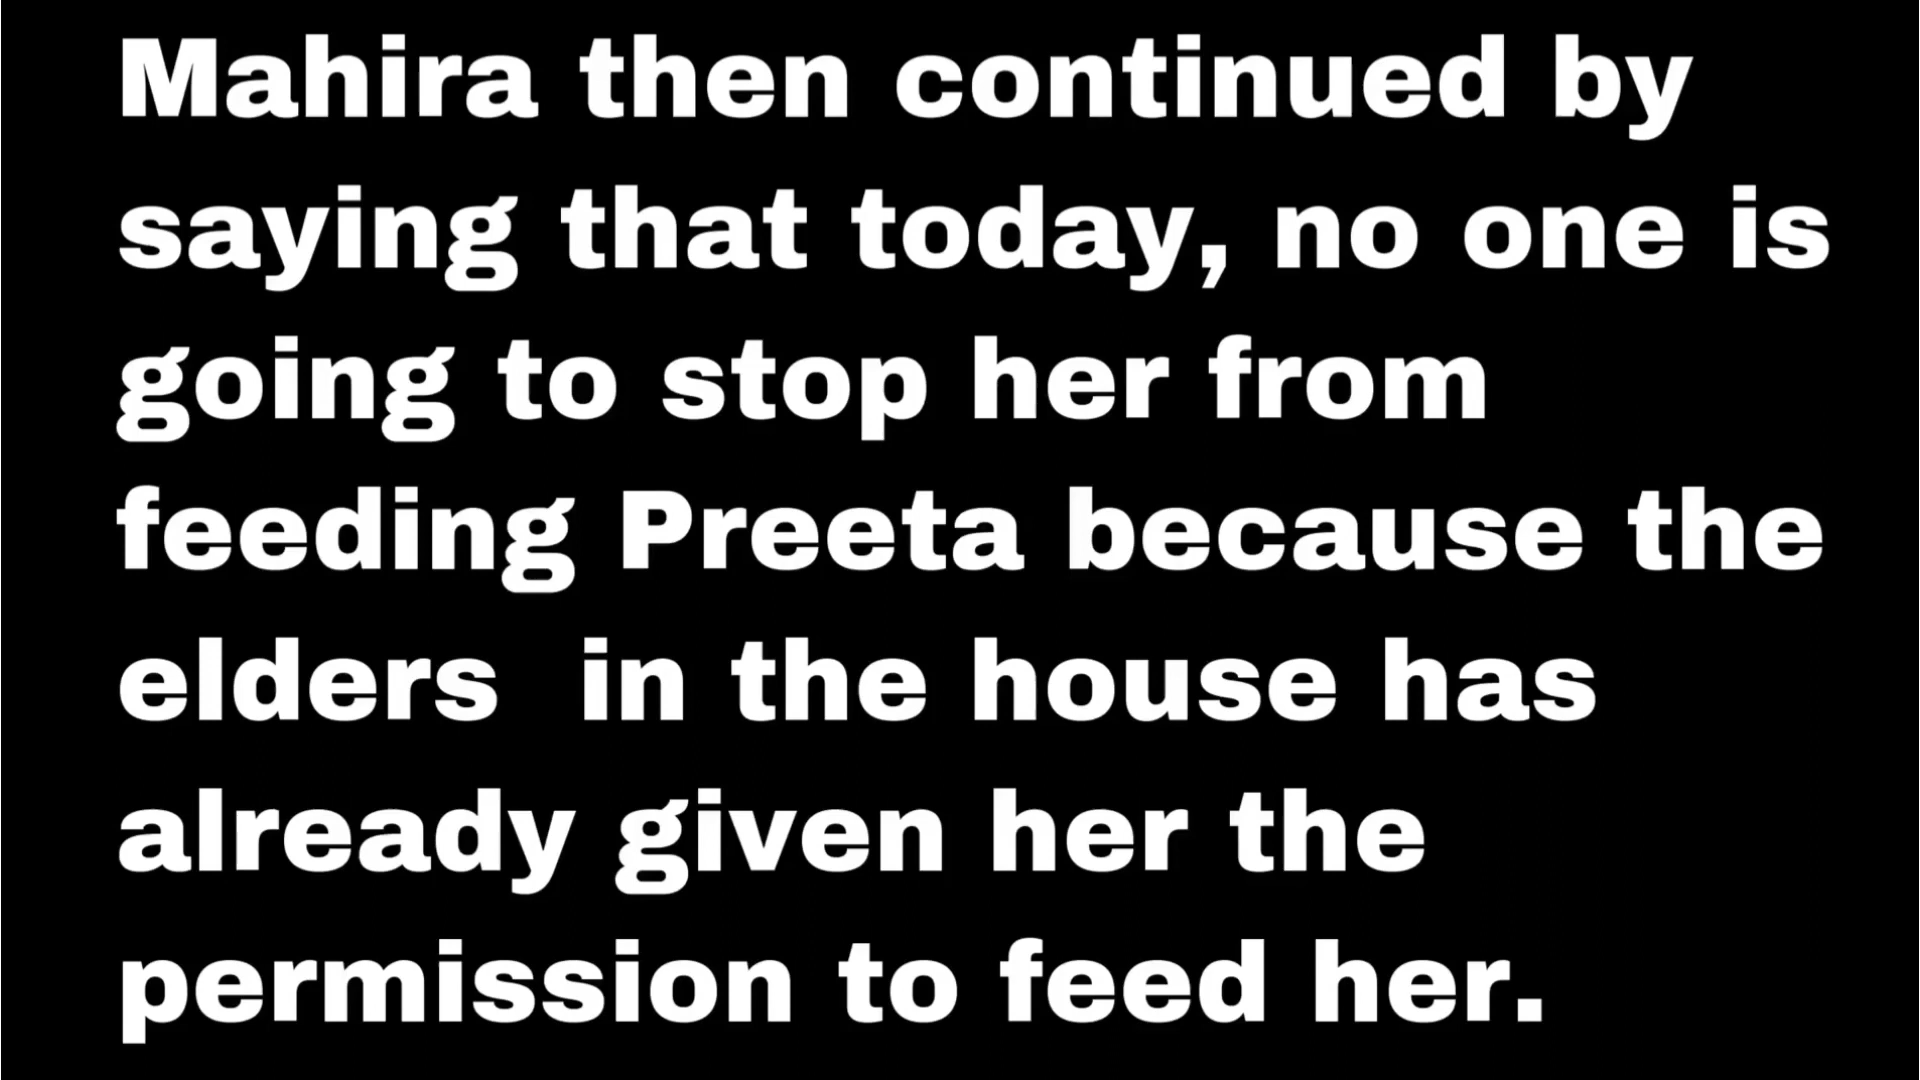 Mahira then continued by
saying that today, no one is
going to stop her from
feeding Preeta because the
elders  in the house has
already given her the
permission to feed her.